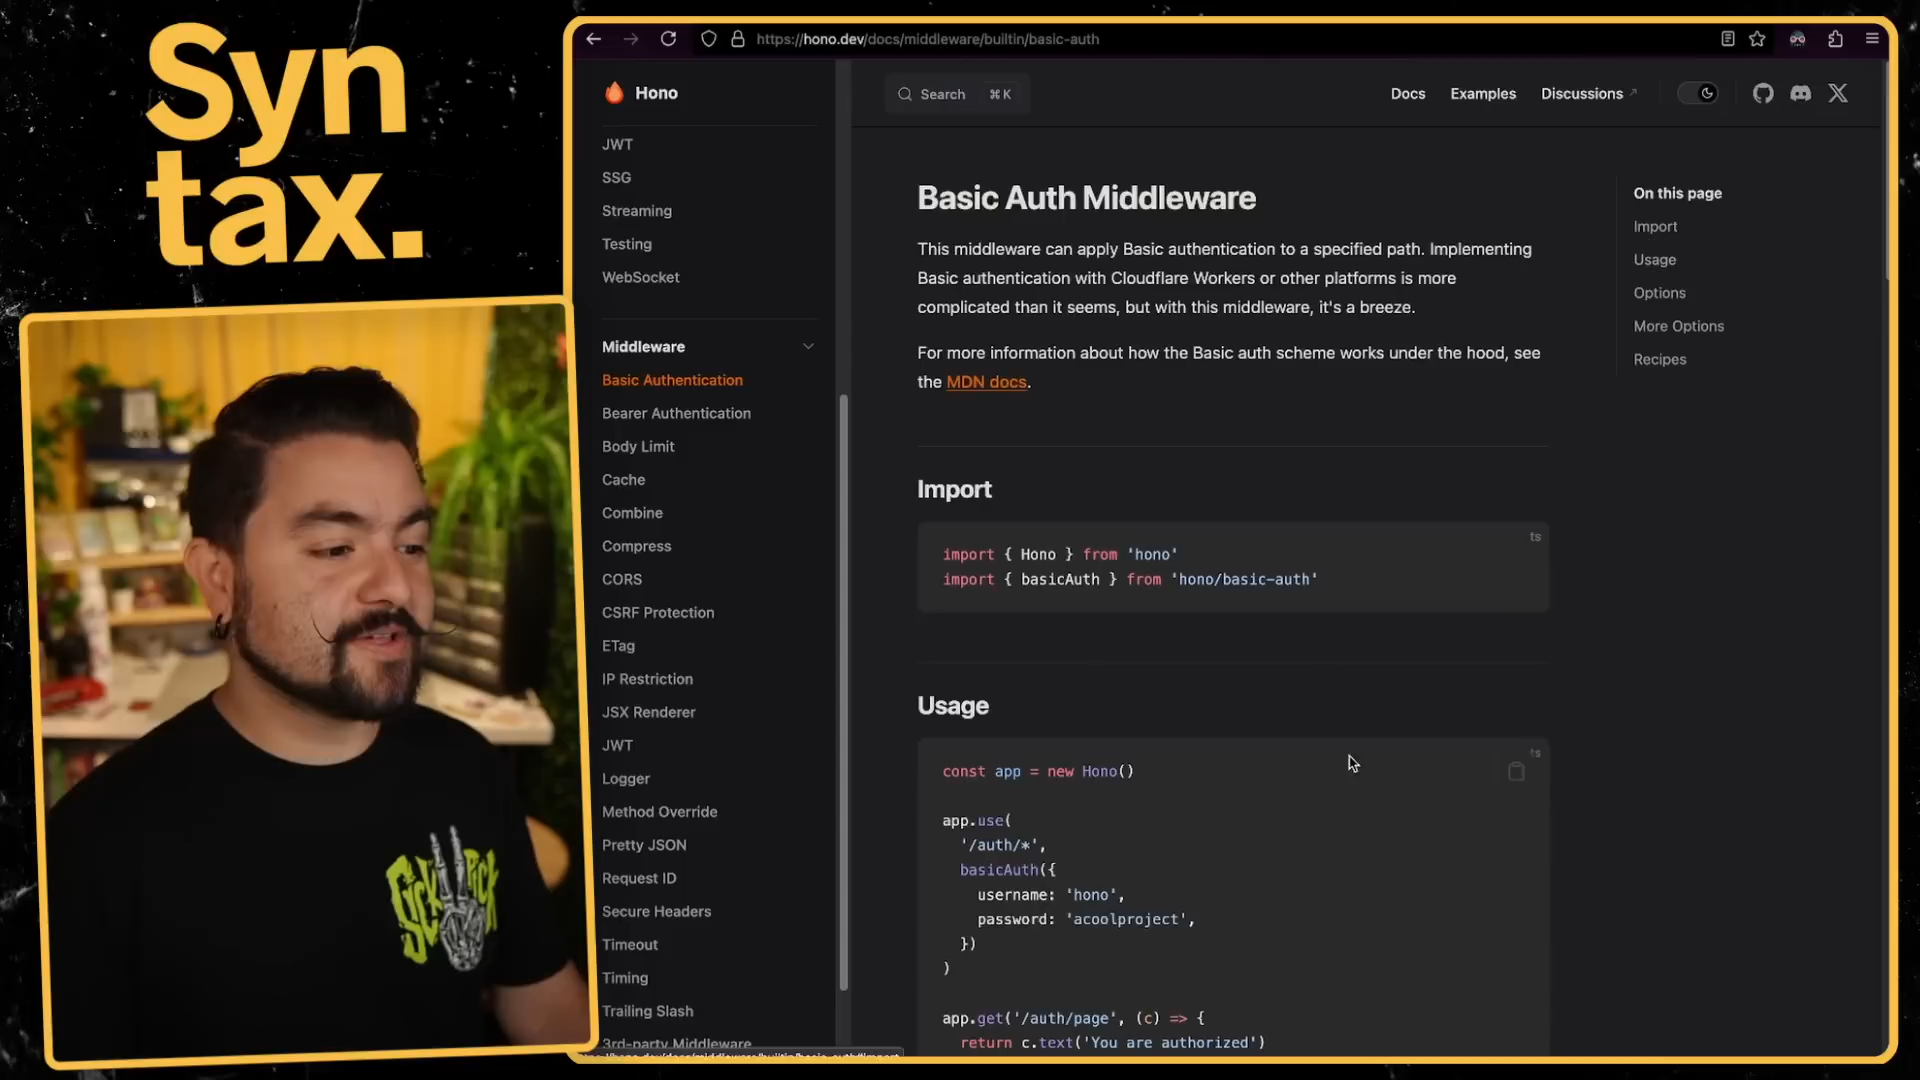 Syn
tax.
https://hono.dev/docs/middleware/builtin/basic-auth
Hono
Search
⌘ K
Docs
Examples
Discussions
JWT
SSG
Streaming
Testing
WebSocket
Middleware
Basic Authentication
Bearer Authentication
Body Limit
Cache
Combine
Compress
CORS
CSRF Protection
ETag
IP Restriction
JSX Renderer
JWT
Logger
Method Override
Pretty JSON
Request ID
Secure Headers
Timeout
Timing
Trailing Slash
3rd-party Middleware
Basic Auth Middleware
This middleware can apply Basic authentication to a specified path. Implementing
Basic authentication with Cloudflare Workers or other platforms is more
complicated than it seems, but with this middleware, it's a breeze.
For more information about how the Basic auth scheme works under the hood, see
the MDN docs.
Import
ts
import { Hono } from 'hono'
import { basicAuth } from 'hono/basic-auth'
Usage
ts
const app = new Hono()
app.use(
'/auth/*',
basicAuth({
username: 'hono',
password: 'acoolproject',
})
)
app.get('/auth/page', (c) => {
return c.text('You are authorized')
On this page
Import
Usage
Options
More Options
Recipes